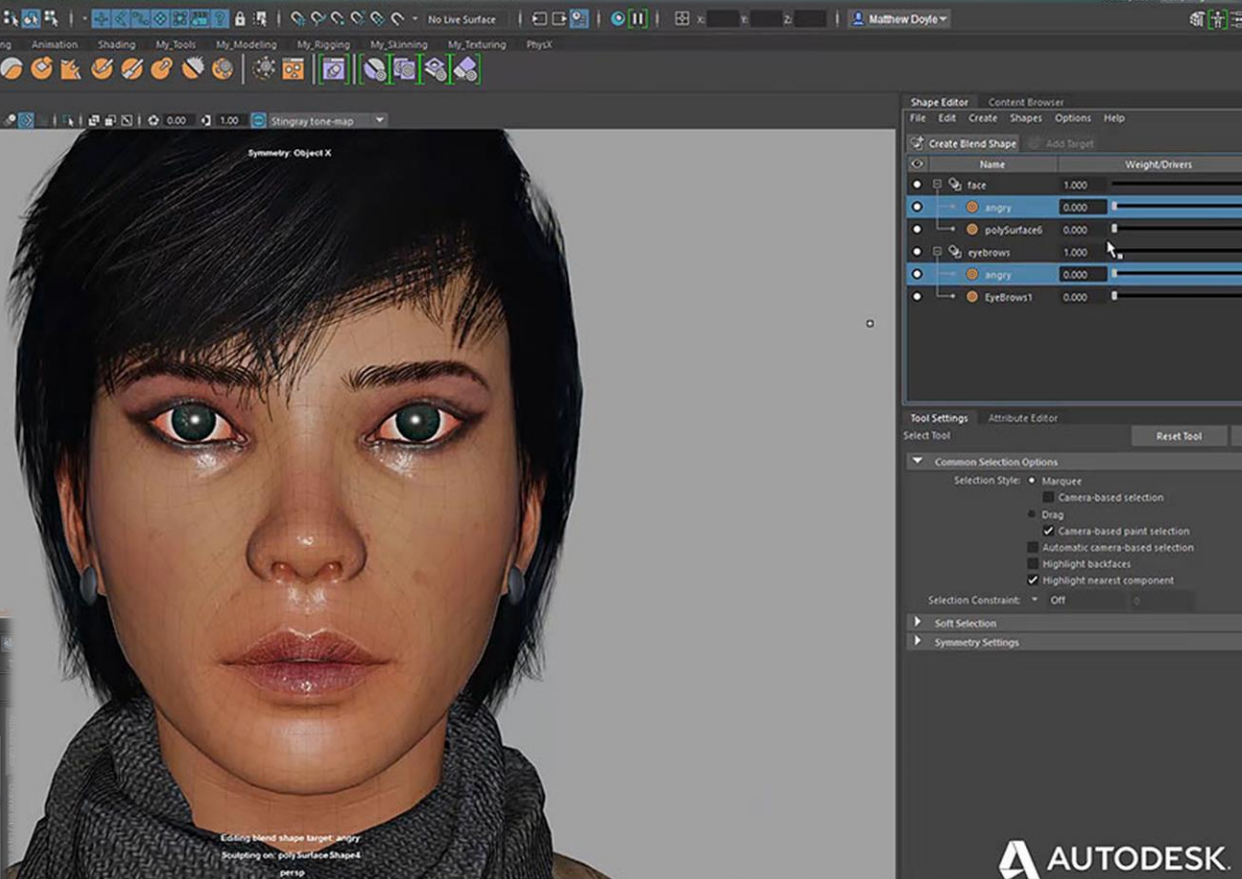 No Live Surface X: Y: Z: Matthew Doyle
ng Animation Shading My_Tools My_Modeling My_Rigging My_Skinning My_Texturing PhysX
0.00 1.00 Stingray tone-map
Symmetry: Object X
Editing blend shape target: angry
Sculpting on: polySurfaceShape4
persp
Shape Editor Content Browser
File Edit Create Shapes Options Help
Create Blend Shape Add Target
Name Weight/Drivers
face 1.000
angry 0.000
polySurface6 0.000
eyebrows 1.000
angry 0.000
EyeBrows1 0.000
Tool Settings Attribute Editor
Select Tool Reset Tool
Common Selection Options
Selection Style: Marquee
Camera-based selection
Drag
Camera-based paint selection
Automatic camera-based selection
Highlight backfaces
Highlight nearest component
Selection Constraint: Off 0
Soft Selection
Symmetry Settings
AUTODESK.